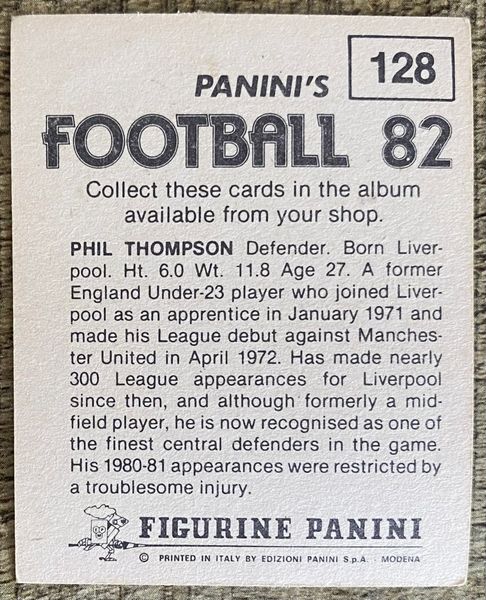 128
PANINI'S
FOOTBALL 82
Collect these cards in the album
available from your shop.
PHIL THOMPSON Defender. Born Liver-
pool. Ht. 6.0 Wt. 11.8 Age 27. A former
England Under-23 player who joined Liver-
pool as an apprentice in January 1971 and
made his League debut against Manches-
ter United in April 1972. Has made nearly
300 League appearances for Liverpool
since then, and although formerly a mid-
field player, he is now recognised as one of
the finest central defenders in the game.
His 1980-81 appearances were restricted by
a troublesome injury.
FIGURINE PANINI
© PRINTED IN ITALY BY EDIZIONI PANINI S.p.A. - MODENA